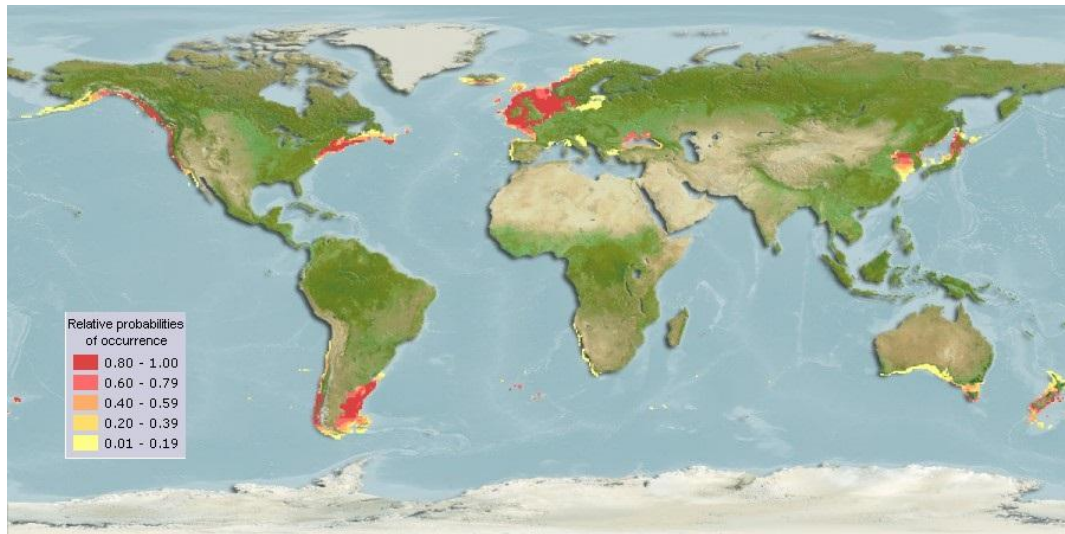 Relative probabilities
of occurrence
0.80 - 1.00
0.60 - 0.79
0.40 - 0.59
0.20 - 0.39
0.01 - 0.19